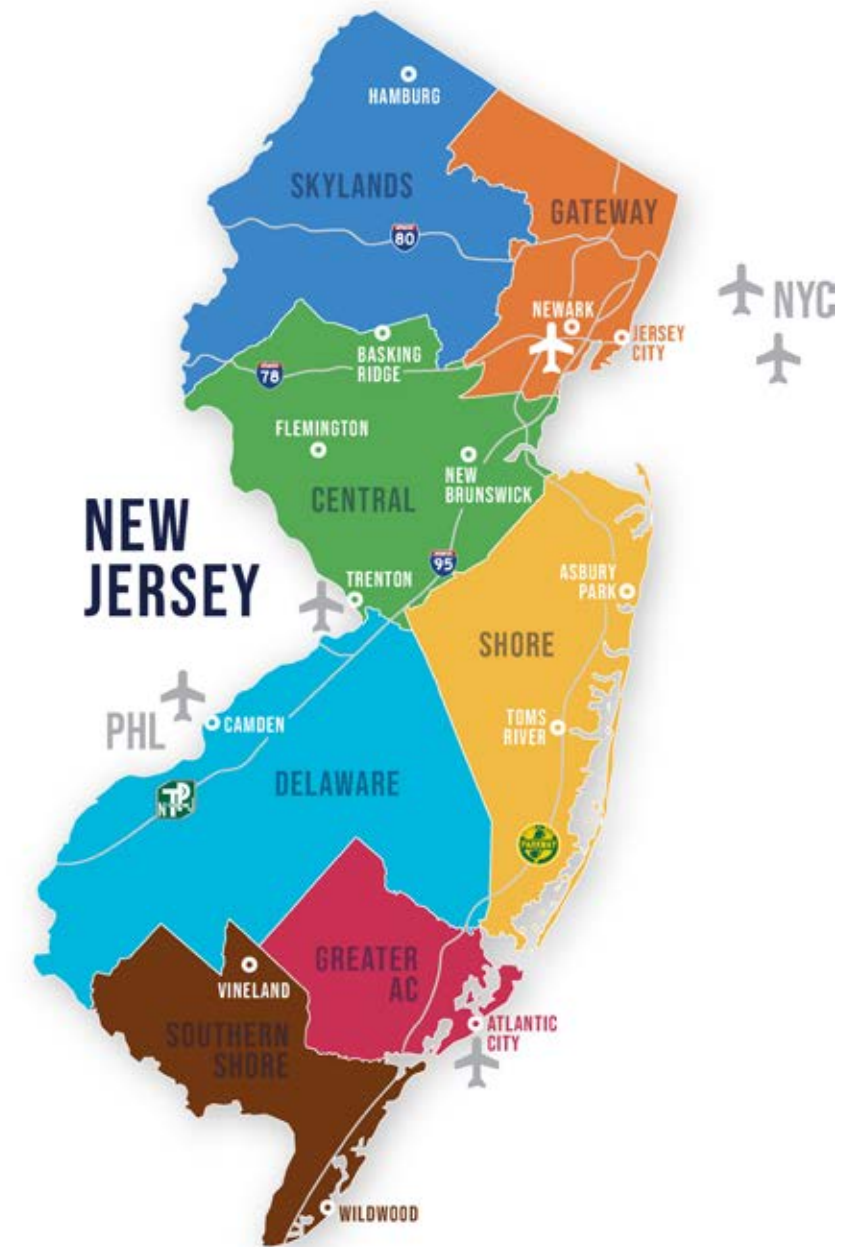 HAMBURG
SKYLANDS
GATEWAY
80
NYC
NEWARK
JERSEY
CITY
BASKING
RIDGE
78
FLEMINGTON
NEW
BRUNSWICK
CENTRAL
NEW
JERSEY
95
TRENTON
ASBURY
PARK
SHORE
TOMS
RIVER
PHL
CAMDEN
DELAWARE
PARKWAY
GREATER
AC
VINELAND
ATLANTIC
CITY
SOUTHERN
SHORE
WILDWOOD